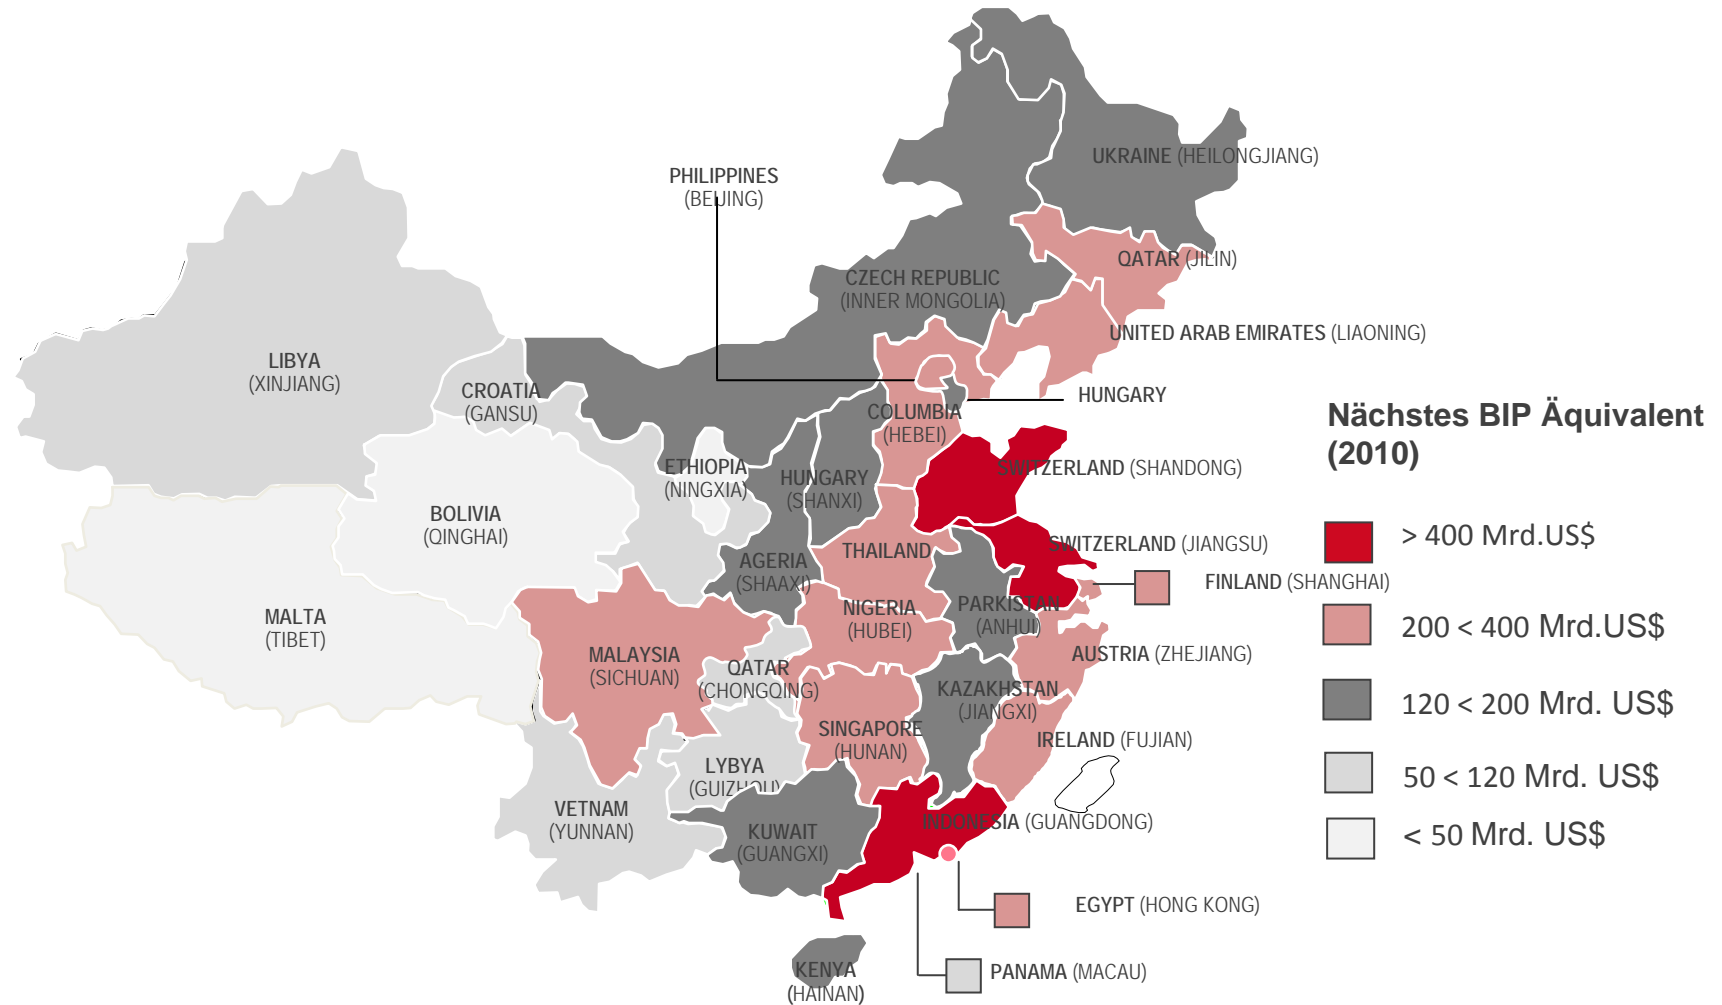 UKRAINE (HEILONGJIANG)
PHILIPPINES
(BEIJING)
QATAR (JILIN)
CZECH REPUBLIC
(INNER MONGOLIA)
UNITED ARAB EMIRATES (LIAONING)
LIBYA
(XINJIANG)
CROATIA
(GANSU)
HUNGARY
COLUMBIA
(HEBEI)
Nächstes BIP Äquivalent
(2010)
ETHIOPIA
(NINGXIA)
HUNGARY
(SHANXI)
SWITZERLAND (SHANDONG)
BOLIVIA
(QINGHAI)
> 400 Mrd.US$
THAILAND
SWITZERLAND (JIANGSU)
AGERIA
(SHAAXI)
FINLAND (SHANGHAI)
MALTA
(TIBET)
NIGERIA
(HUBEI)
PARKISTAN
(ANHUI)
200 < 400 Mrd.US$
MALAYSIA
(SICHUAN)
QATAR
(CHONGQING)
AUSTRIA (ZHEJIANG)
KAZAKHSTAN
(JIANGXI)
120 < 200 Mrd. US$
SINGAPORE
(HUNAN)
IRELAND (FUJIAN)
LYBYA
(GUIZHOU)
50 < 120 Mrd. US$
VETNAM
(YUNNAN)
KUWAIT
(GUANGXI)
INDONESIA (GUANGDONG)
< 50 Mrd. US$
EGYPT (HONG KONG)
KENYA
(HAINAN)
PANAMA (MACAU)